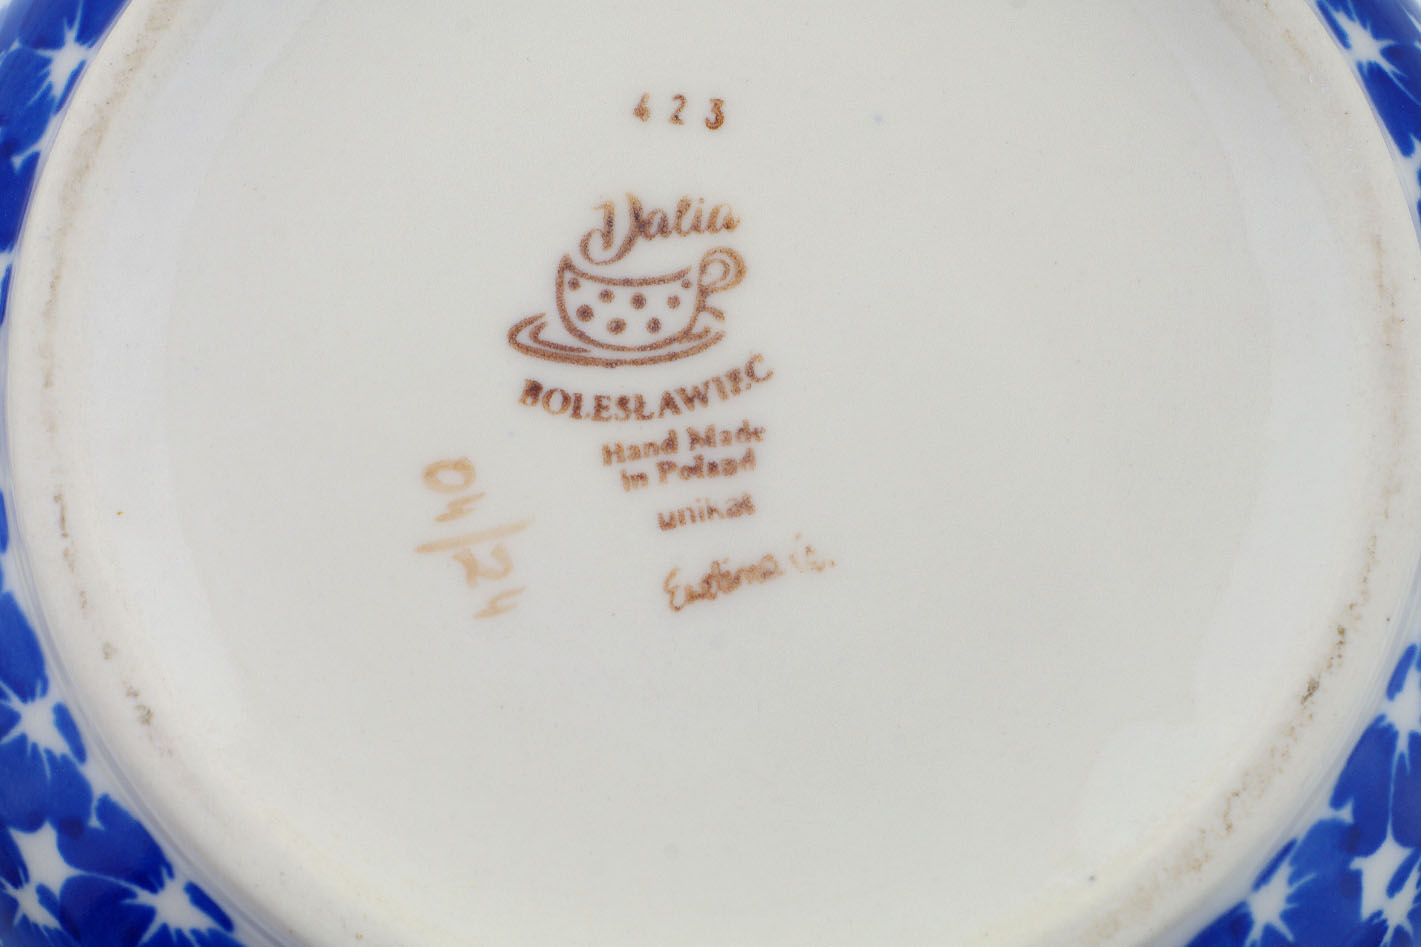 423
Dalia
BOLESŁAWIEC
Hand Made
in Poland
unikat
04/24